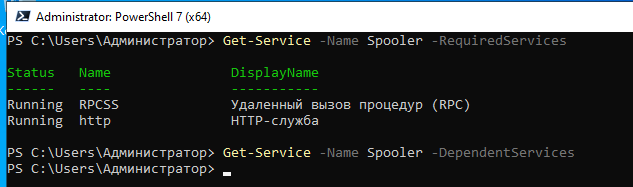 Administrator: PowerShell 7 (x64)
PS C:\Users\Администратор> Get-Service -Name Spooler -RequiredServices
Status   Name               DisplayName
------   ----               -----------
Running  RPCSS              Удаленный вызов процедур (RPC)
Running  http               HTTP-служба
PS C:\Users\Администратор> Get-Service -Name Spooler -DependentServices
PS C:\Users\Администратор>